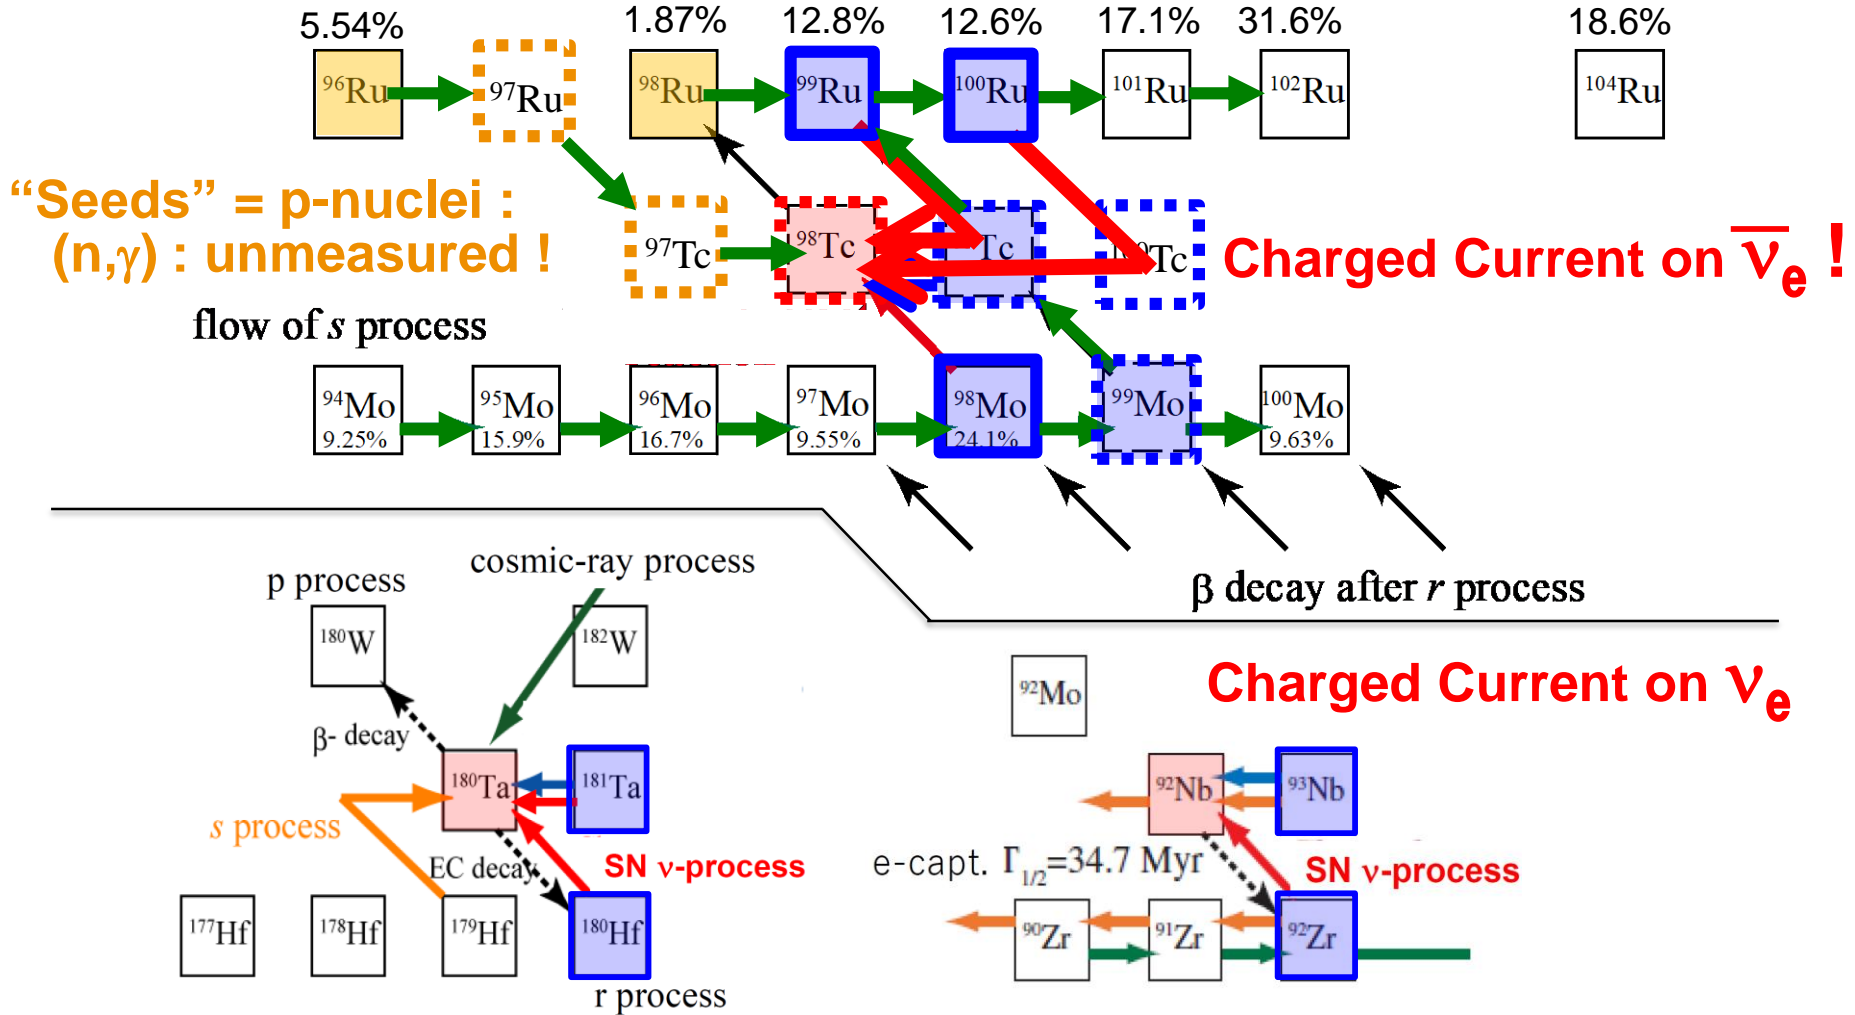 5.54% 1.87% 12.8% 12.6% 17.1% 31.6% 18.6%
⁹⁶Ru ⁹⁷Ru ⁹⁸Ru ⁹⁹Ru ¹⁰⁰Ru ¹⁰¹Ru ¹⁰²Ru ¹⁰⁴Ru
“Seeds” = p-nuclei :
(n,γ) : unmeasured !
⁹⁷Tc ⁹⁸Tc Tc Tc
Charged Current on ν̅ₑ !
flow of s process
⁹⁴Mo ⁹⁵Mo ⁹⁶Mo ⁹⁷Mo ⁹⁸Mo ⁹⁹Mo ¹⁰⁰Mo
9.25% 15.9% 16.7% 9.55% 24.1% 9.63%
β decay after r process
cosmic-ray process
p process
¹⁸⁰W ¹⁸²W
β- decay
¹⁸⁰Ta ¹⁸¹Ta
s process
EC decay
SN ν-process
¹⁷⁷Hf ¹⁷⁸Hf ¹⁷⁹Hf ¹⁸⁰Hf
r process
Charged Current on νₑ
⁹²Mo
⁹²Nb ⁹³Nb
e-capt. Γ₁/₂=34.7 Myr
SN ν-process
⁹⁰Zr ⁹¹Zr ⁹²Zr